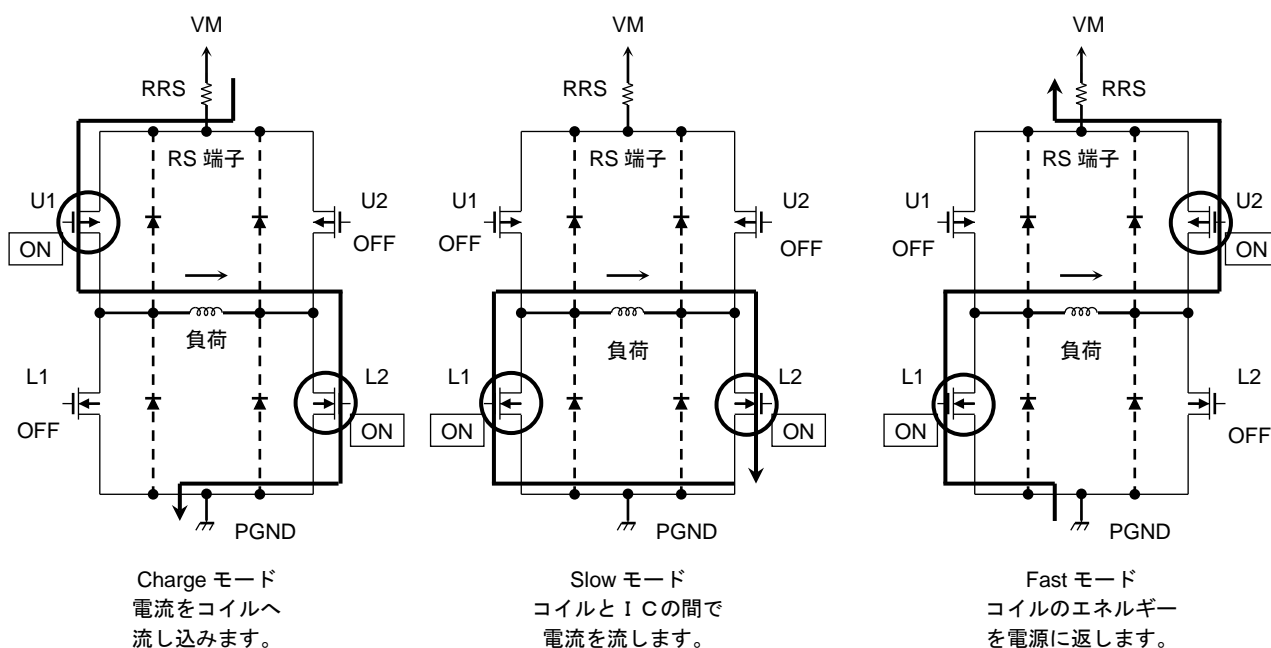 VM
RRS
RS 端子
U1
ON
U2
OFF
負荷
L1
OFF
L2
ON
PGND
Charge モード
電流をコイルへ
流し込みます。
VM
RRS
RS 端子
U1
OFF
U2
OFF
負荷
L1
ON
L2
ON
PGND
Slow モード
コイルとＩＣの間で
電流を流します。
VM
RRS
RS 端子
U1
OFF
U2
ON
負荷
L1
ON
L2
OFF
PGND
Fast モード
コイルのエネルギー
を電源に返します。